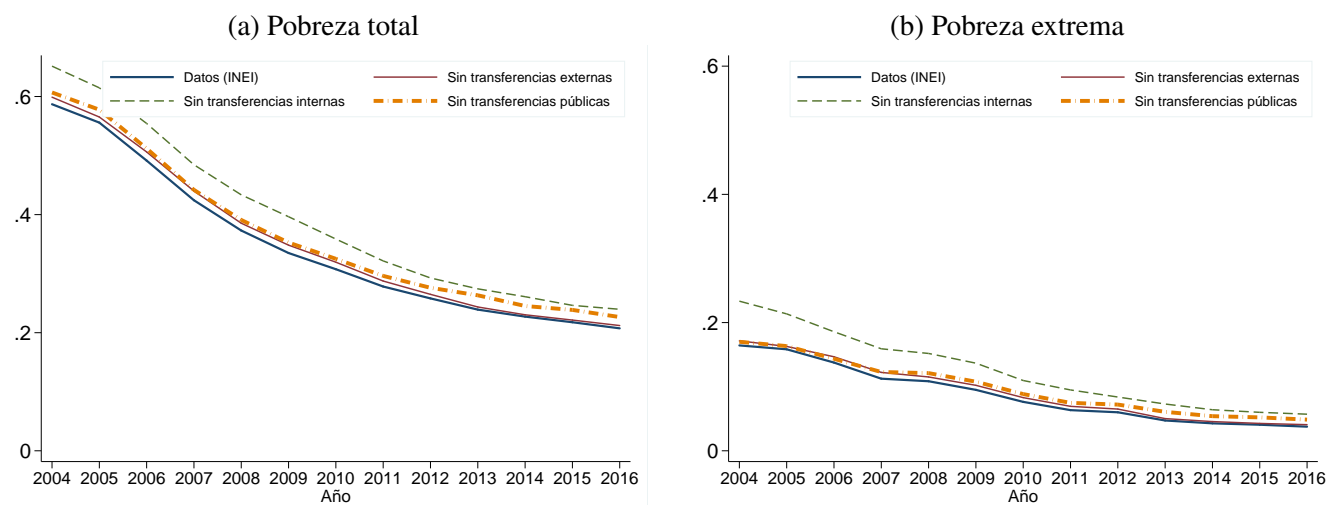 (a) Pobreza total
Datos (INEI) Sin transferencias externas
Sin transferencias internas Sin transferencias públicas
.6
.4
.2
0
2004 2005 2006 2007 2008 2009 2010 2011 2012 2013 2014 2015 2016
Año
(b) Pobreza extrema
Datos (INEI) Sin transferencias externas
Sin transferencias internas Sin transferencias públicas
.6
.4
.2
0
2004 2005 2006 2007 2008 2009 2010 2011 2012 2013 2014 2015 2016
Año